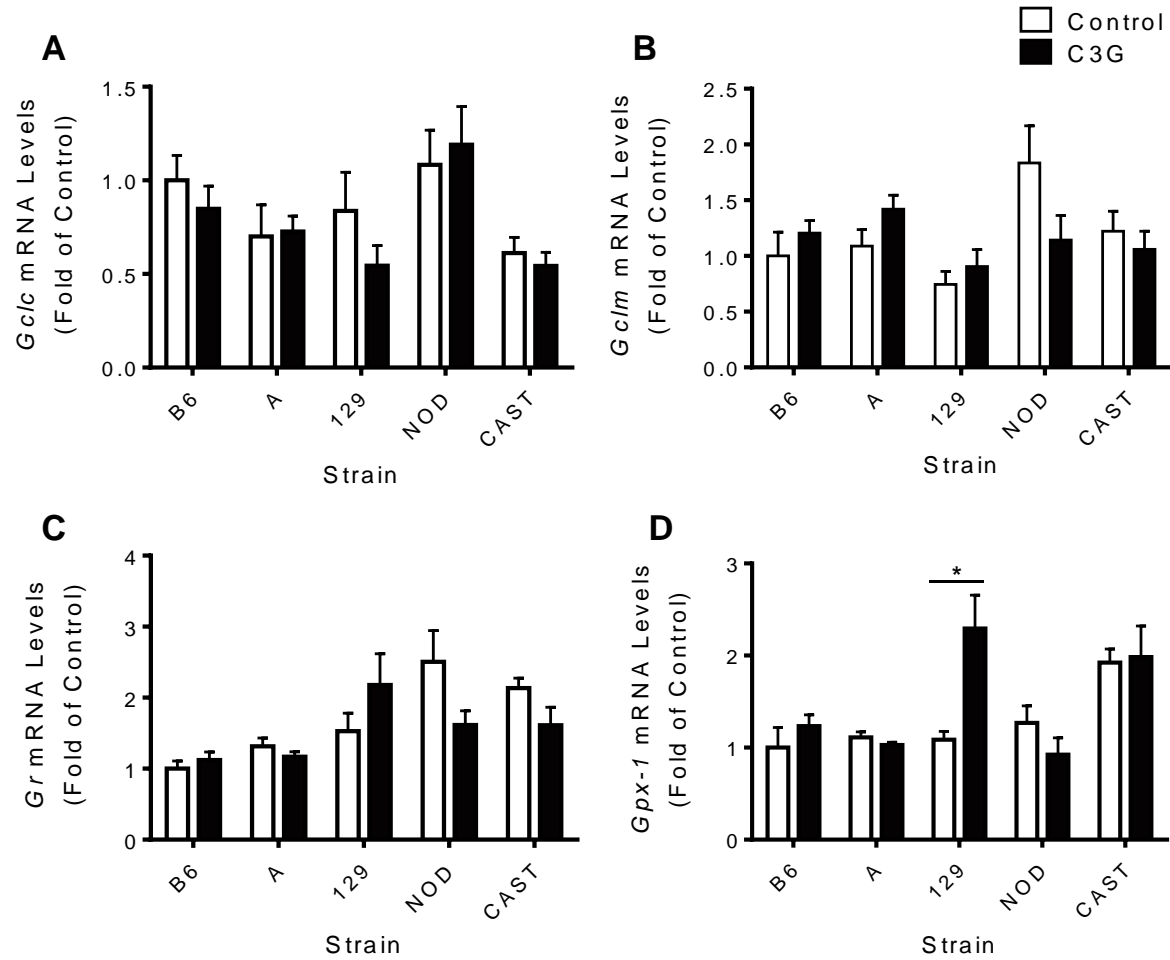 Control
C3G
A
Gclc mRNA Levels
(Fold of Control)
1.5
1.0
0.5
0.0
B6
A
129
NOD
CAST
Strain
B
Gclm mRNA Levels
(Fold of Control)
2.5
2.0
1.5
1.0
0.5
0.0
B6
A
129
NOD
CAST
Strain
C
Gr mRNA Levels
(Fold of Control)
4
3
2
1
0
B6
A
129
NOD
CAST
Strain
D
Gpx-1 mRNA Levels
(Fold of Control)
3
2
1
0
*
B6
A
129
NOD
CAST
Strain